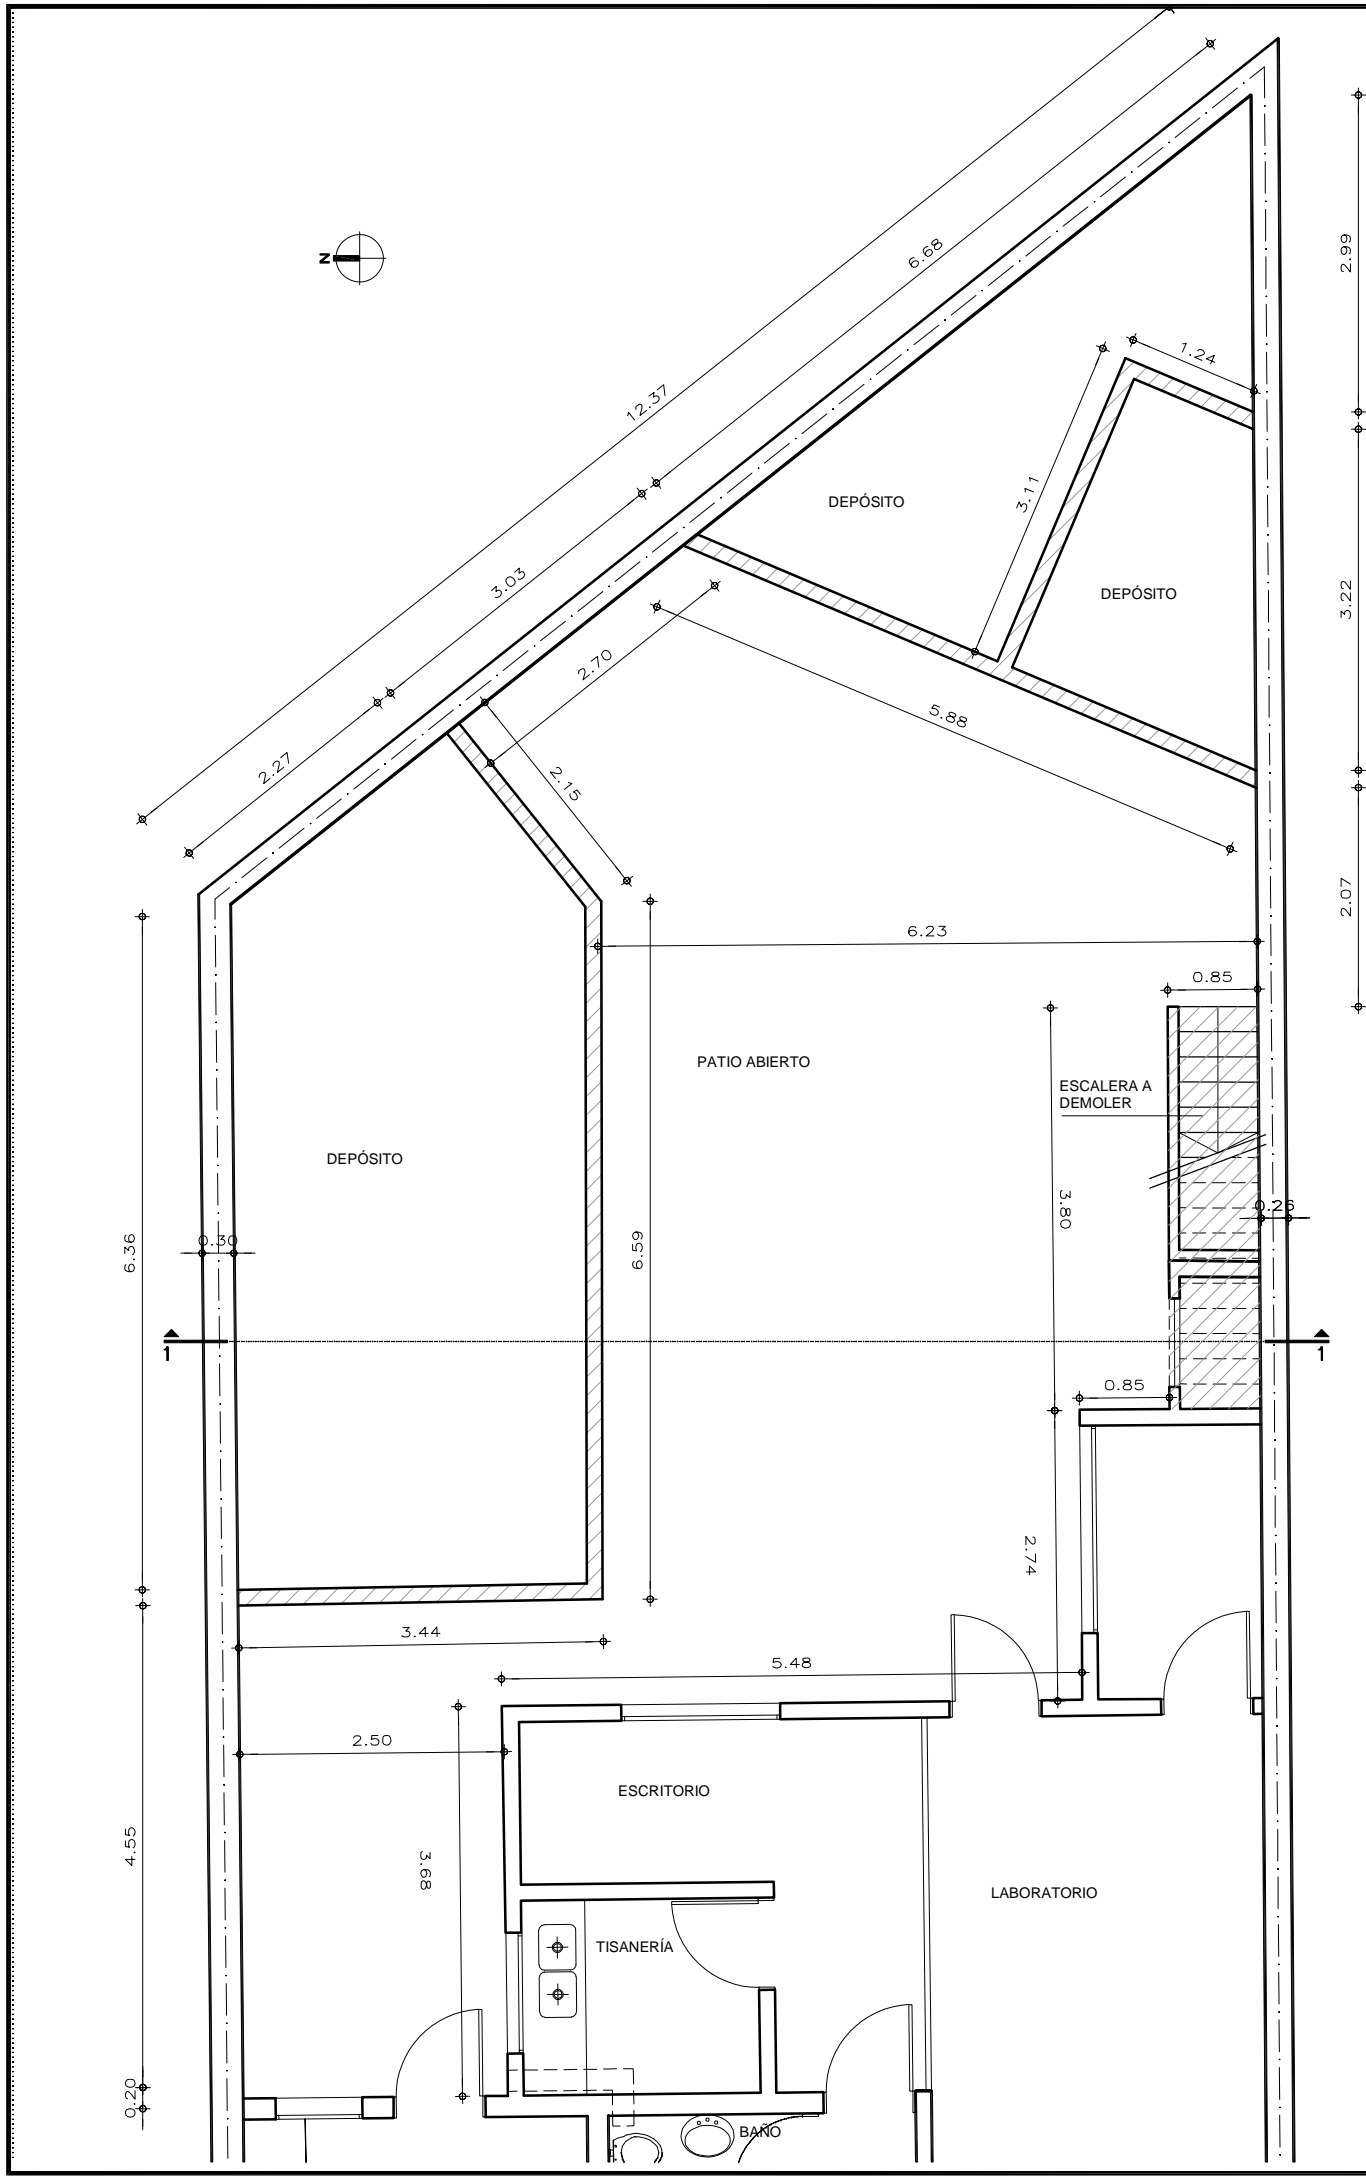 2.99
6.68
N
1.24
12.37
3.11
DEPÓSITO
3.03
DEPÓSITO
3.22
2.70
5.88
2.27
2.15
2.07
6.23
0.85
PATIO ABIERTO
ESCALERA A
DEMOLER
DEPÓSITO
3.80
0.26
6.36
0.30
6.59
1
1
0.85
2.74
3.44
5.48
2.50
ESCRITORIO
4.55
3.68
LABORATORIO
TISANERÍA
0.20
BAÑO